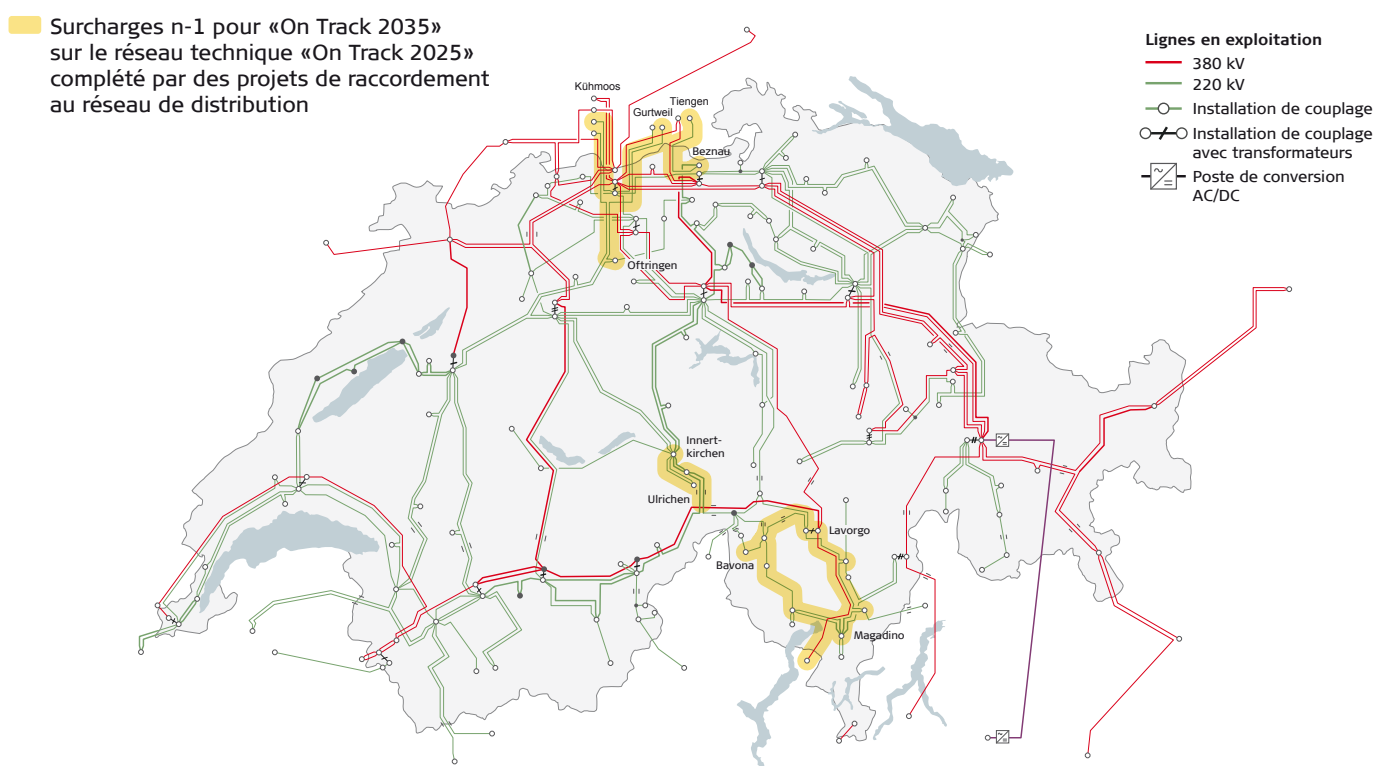 Surcharges n-1 pour «On Track 2035»
sur le réseau technique «On Track 2025»
complété par des projets de raccordement
au réseau de distribution
Lignes en exploitation
380 kV
220 kV
Installation de couplage
Installation de couplage
avec transformateurs
Poste de conversion
AC/DC
Kühmoos
Tiengen
Gurtweil
Beznau
Oftringen
Innert-
kirchen
Ulrichen
Lavorgo
Bavona
Magadino